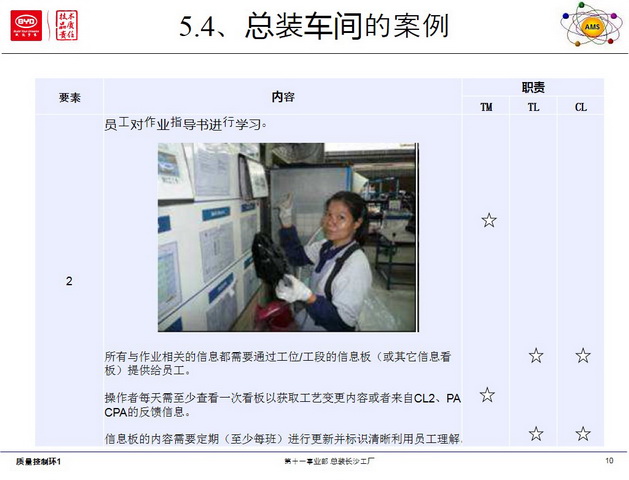 BYD
技术 品质 责任
5.4、总装车间的案例
AMS
要素
内容
职责
TM
TL
CL
员工对作业指导书进行学习。
☆
2
所有与作业相关的信息都需要通过工位/工段的信息板（或其它信息看
板）提供给员工。
☆
☆
操作者每天需至少查看一次看板以获取工艺变更内容或者来自CL2、PA
CPA的反馈信息。
☆
信息板的内容需要定期（至少每班）进行更新并标识清晰利用员工理解.
☆
☆
质量控制环1
第十一事业部 总装长沙工厂
10